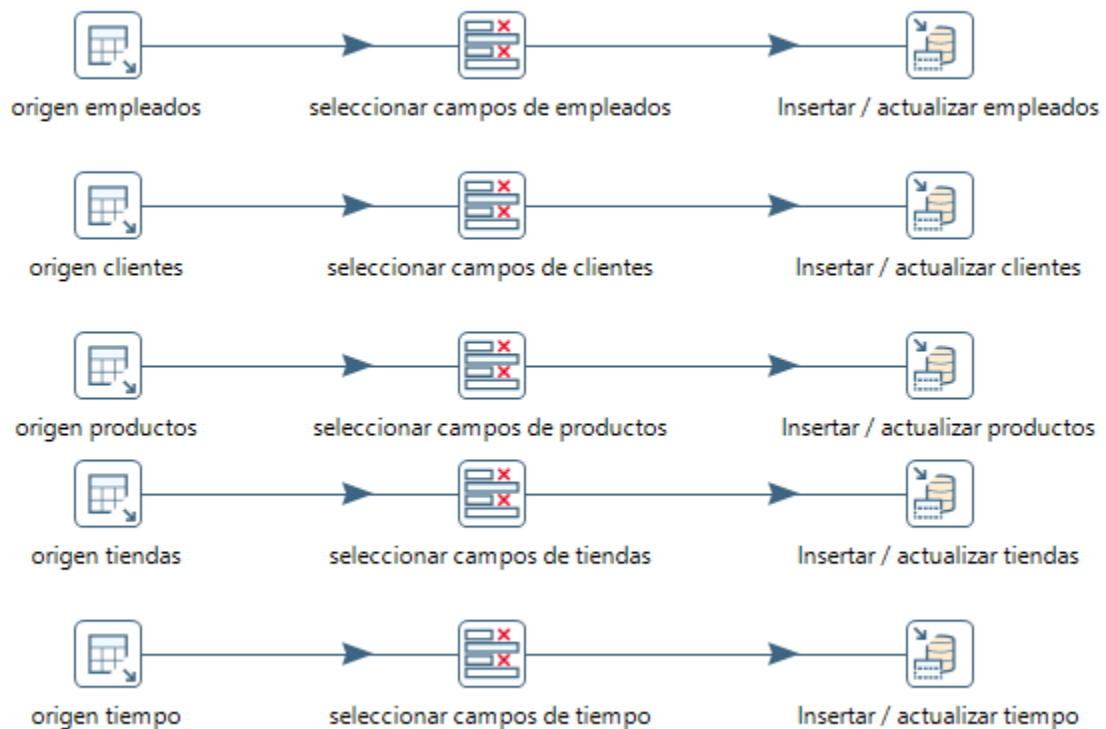 origen empleados
seleccionar campos de empleados
Insertar / actualizar empleados
origen clientes
seleccionar campos de clientes
Insertar / actualizar clientes
origen productos
seleccionar campos de productos
Insertar / actualizar productos
origen tiendas
seleccionar campos de tiendas
Insertar / actualizar tiendas
origen tiempo
seleccionar campos de tiempo
Insertar / actualizar tiempo